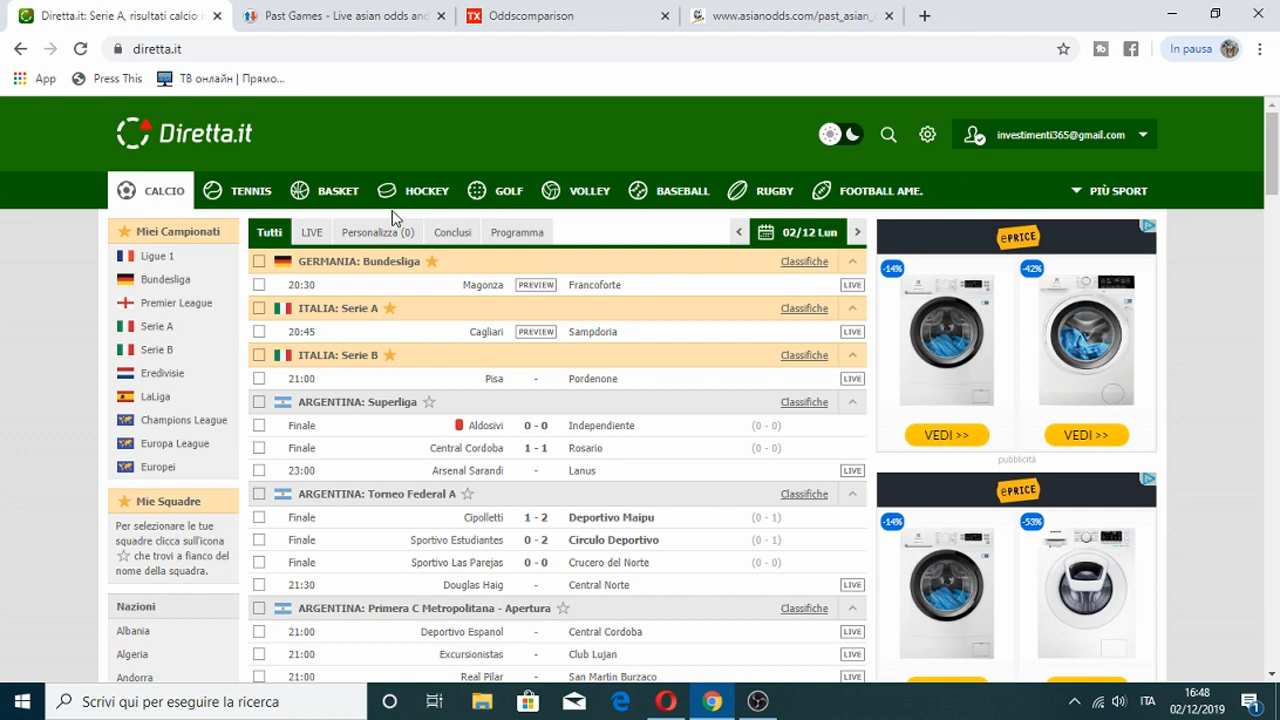 Diretta.it: Serie A, risultati calcio i
Past Games - Live asian odds and
TX Oddscomparison
www.asianodds.com/past_asian_
diretta.it
In pausa
App
Press This
ТВ онлайн | Прямо...
Diretta.it
investimenti365@gmail.com
CALCIO TENNIS BASKET HOCKEY GOLF VOLLEY BASEBALL RUGBY FOOTBALL AME. PIÙ SPORT
Miei Campionati
Ligue 1
Bundesliga
Premier League
Serie A
Serie B
Eredivisie
LaLiga
Champions League
Europa League
Europei
Mie Squadre
Per selezionare le tue
squadre clicca sull'icona
che trovi a fianco del
nome della squadra.
Nazioni
Albania
Algeria
Andorra
Tutti LIVE Personalizza (0) Conclusi Programma 02/12 Lun
GERMANIA: Bundesliga Classifiche
20:30 Magonza PREVIEW Francoforte LIVE
ITALIA: Serie A Classifiche
20:45 Cagliari PREVIEW Sampdoria LIVE
ITALIA: Serie B Classifiche
21:00 Pisa - Pordenone LIVE
ARGENTINA: Superliga Classifiche
Finale Aldosivi 0 - 0 Independiente (0 - 0)
Finale Central Cordoba 1 - 1 Rosario (0 - 0)
23:00 Arsenal Sarandi - Lanus LIVE
ARGENTINA: Torneo Federal A Classifiche
Finale Cipolletti 1 - 2 Deportivo Maipu (0 - 1)
Finale Sportivo Estudiantes 0 - 2 Circulo Deportivo (0 - 1)
Finale Sportivo Las Parejas 0 - 0 Crucero del Norte (0 - 0)
21:30 Douglas Haig - Central Norte LIVE
ARGENTINA: Primera C Metropolitana - Apertura Classifiche
21:00 Deportivo Espanol - Central Cordoba LIVE
21:00 Excursionistas - Club Lujan LIVE
21:00 Real Pilar - San Martin Burzaco LIVE
ePRICE
-14% -42%
VEDI >> VEDI >>
pubblicità
ePRICE
-14% -53%
Scrivi qui per eseguire la ricerca
ITA
16:48
02/12/2019
1